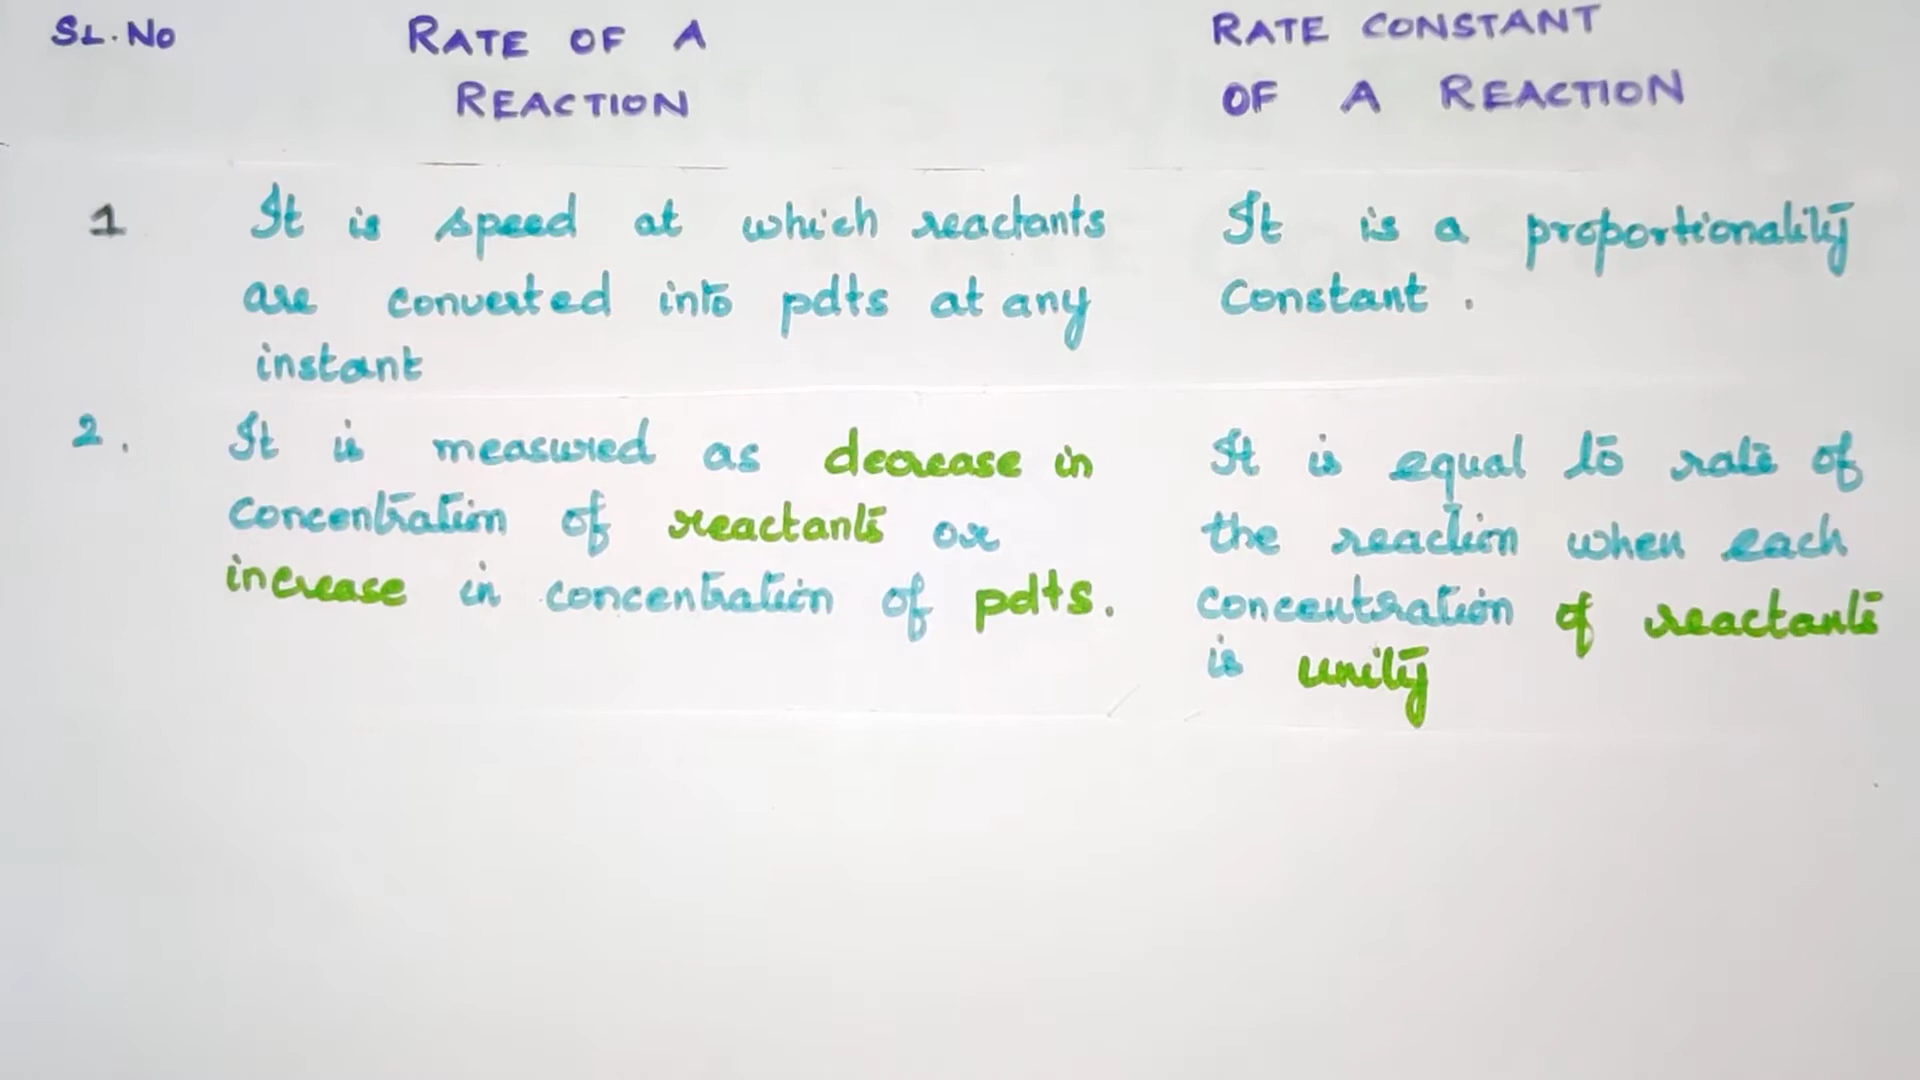 SL.No RATE OF A REACTION RATE CONSTANT OF A REACTION
1 It is speed at which reactants
are converted into pdts at any
instant
It is a proportionality
Constant .
2. It is measured as decrease in
concentration of reactants or
increase in concentration of pdts.
It is equal to rate of
the reaction when each
concentration of reactants
is unity